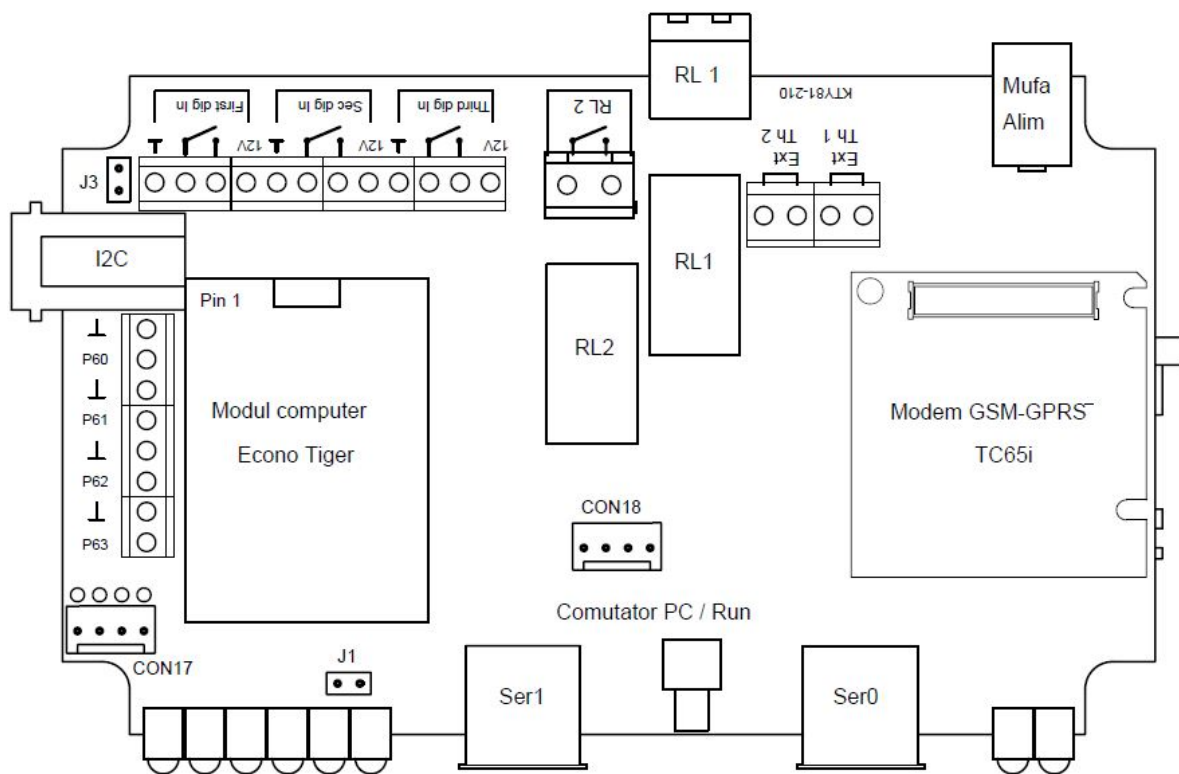 RL 1
Mufa
Alim
First dig In
Sec dig In
Third dig In
RL 2
KTY81-210
12V
12V
12V
Ext
Th 2
Ext
Th 1
J3
I2C
RL1
Pin 1
RL2
P60
P61
P62
P63
Modul computer
Econo Tiger
Modem GSM-GPRS
TC65i
CON18
Comutator PC / Run
CON17
J1
Ser1
Ser0